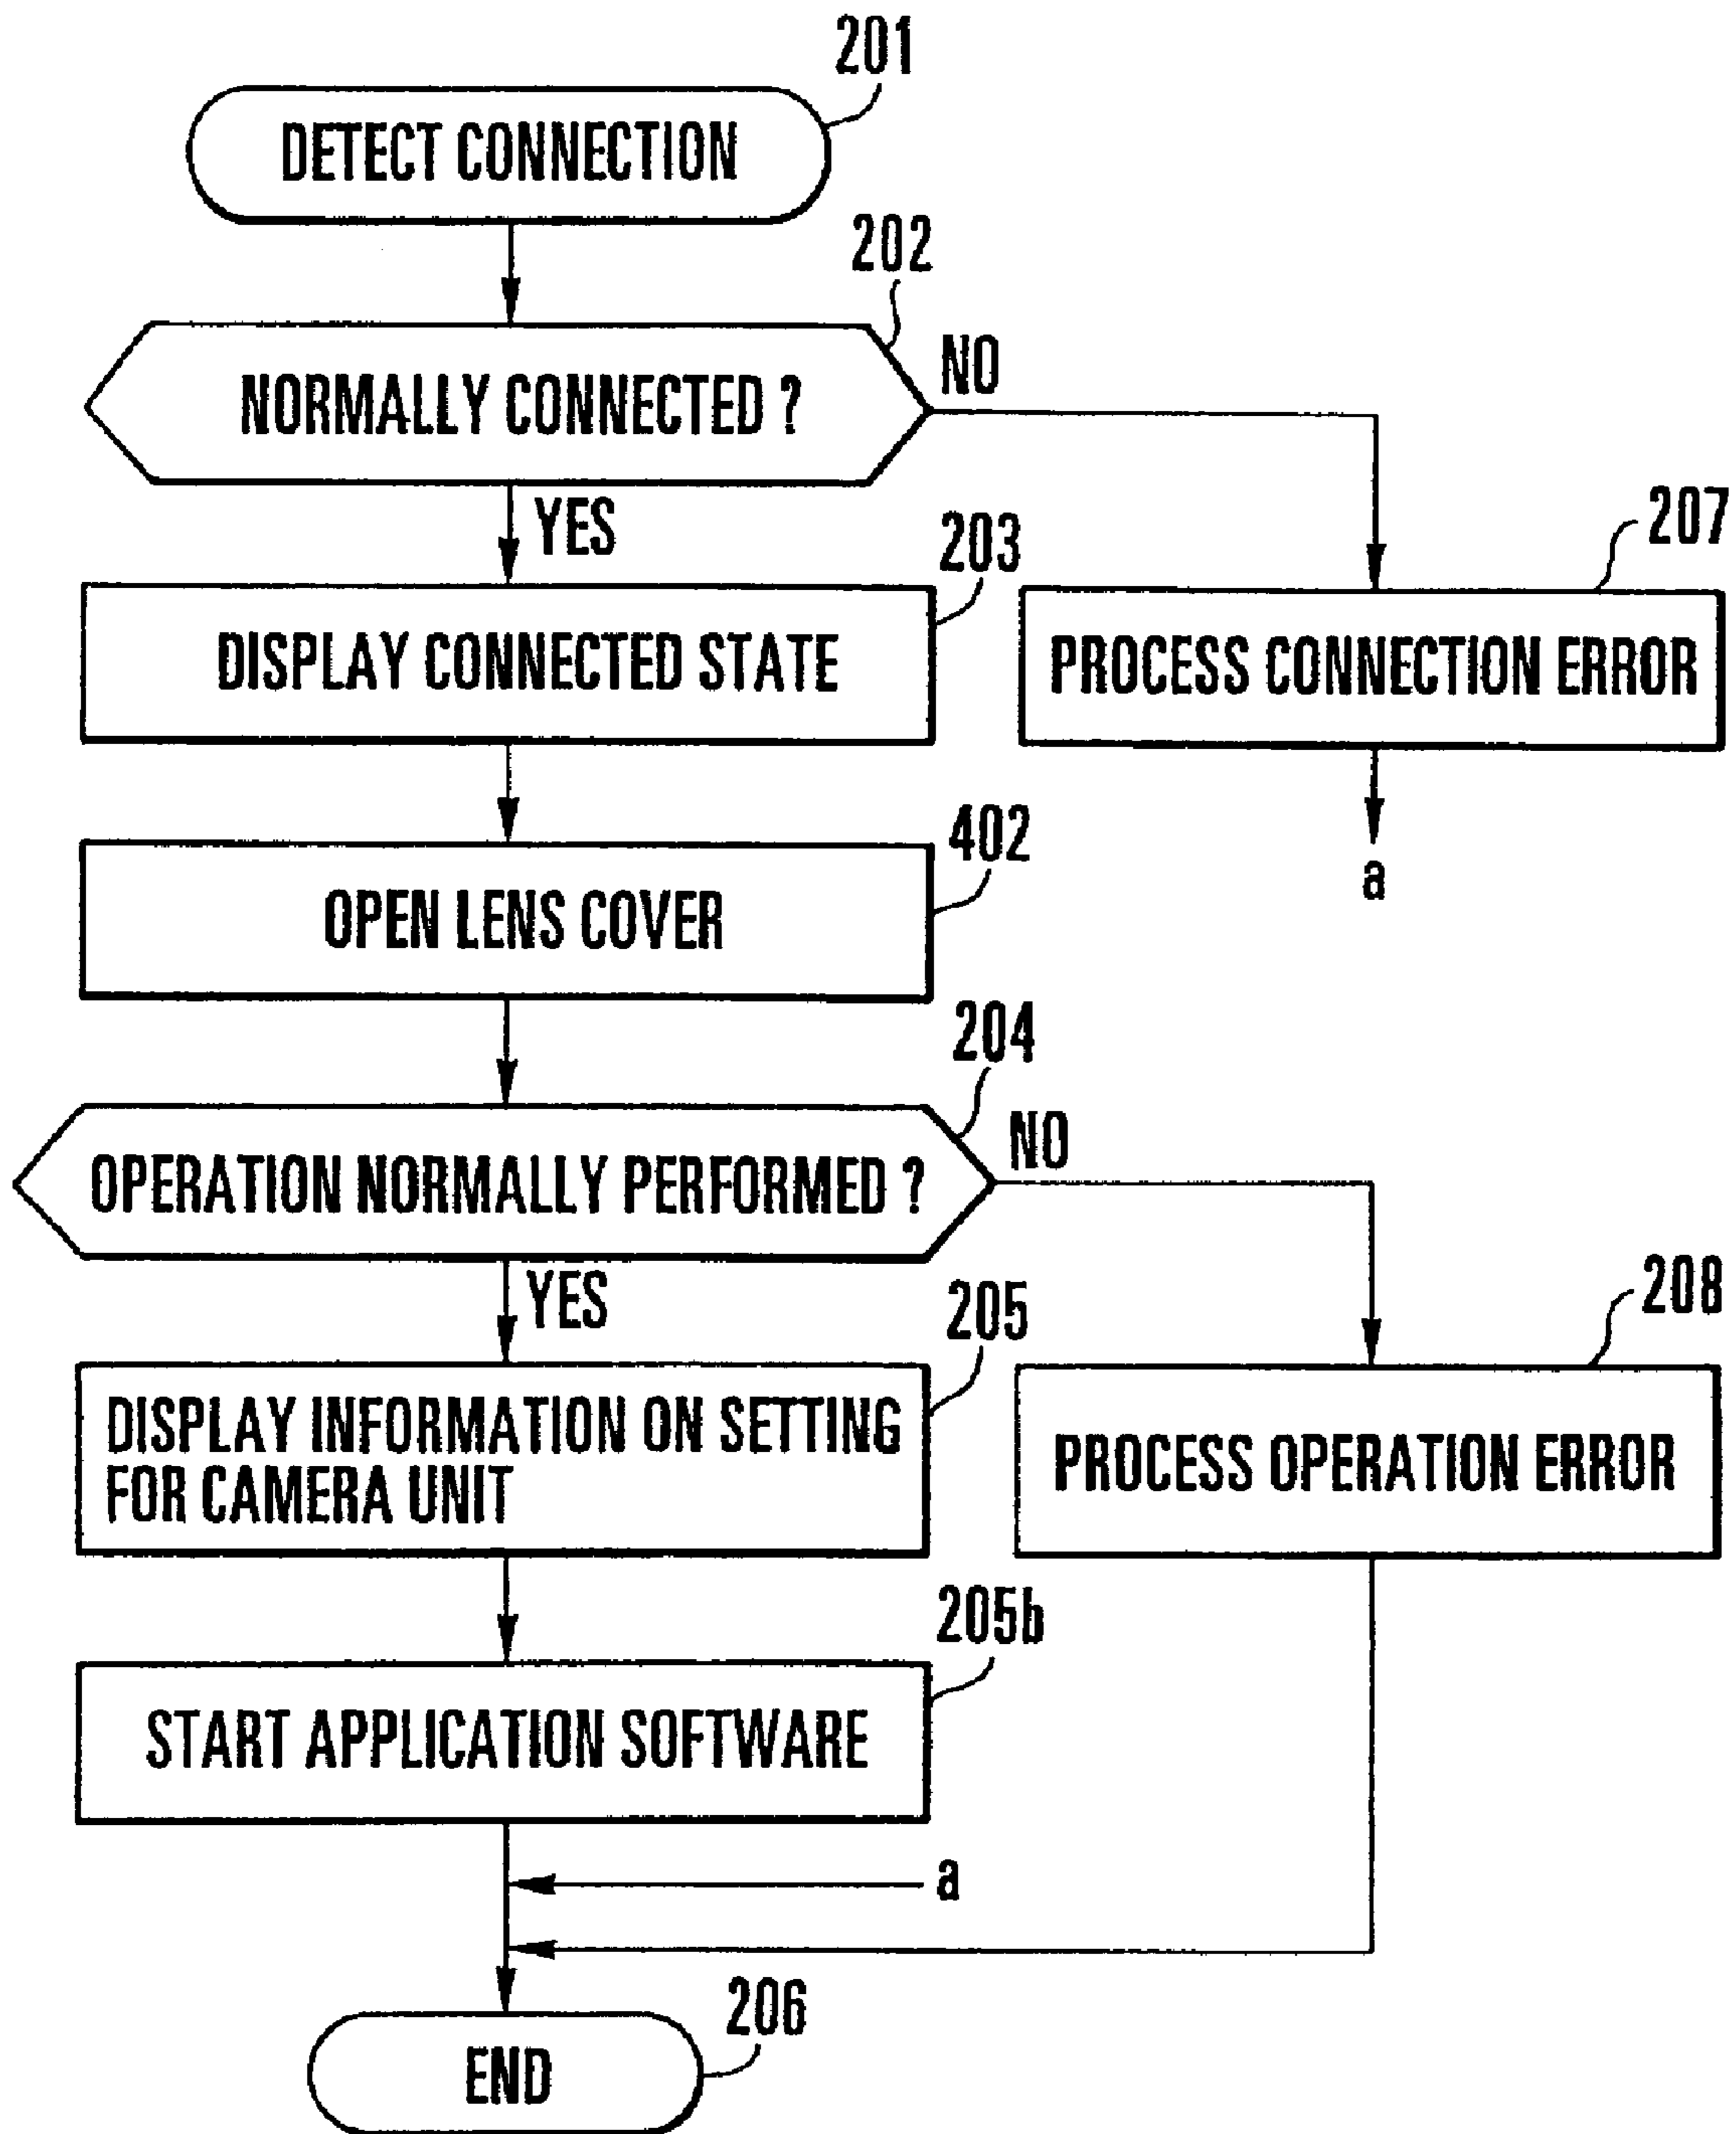 201
DETECT CONNECTION
202
NORMALLY CONNECTED ?
NO
YES
203
207
DISPLAY CONNECTED STATE
PROCESS CONNECTION ERROR
402
a
OPEN LENS COVER
204
OPERATION NORMALLY PERFORMED ?
NO
YES
205
208
DISPLAY INFORMATION ON SETTING
FOR CAMERA UNIT
PROCESS OPERATION ERROR
205b
START APPLICATION SOFTWARE
a
206
END